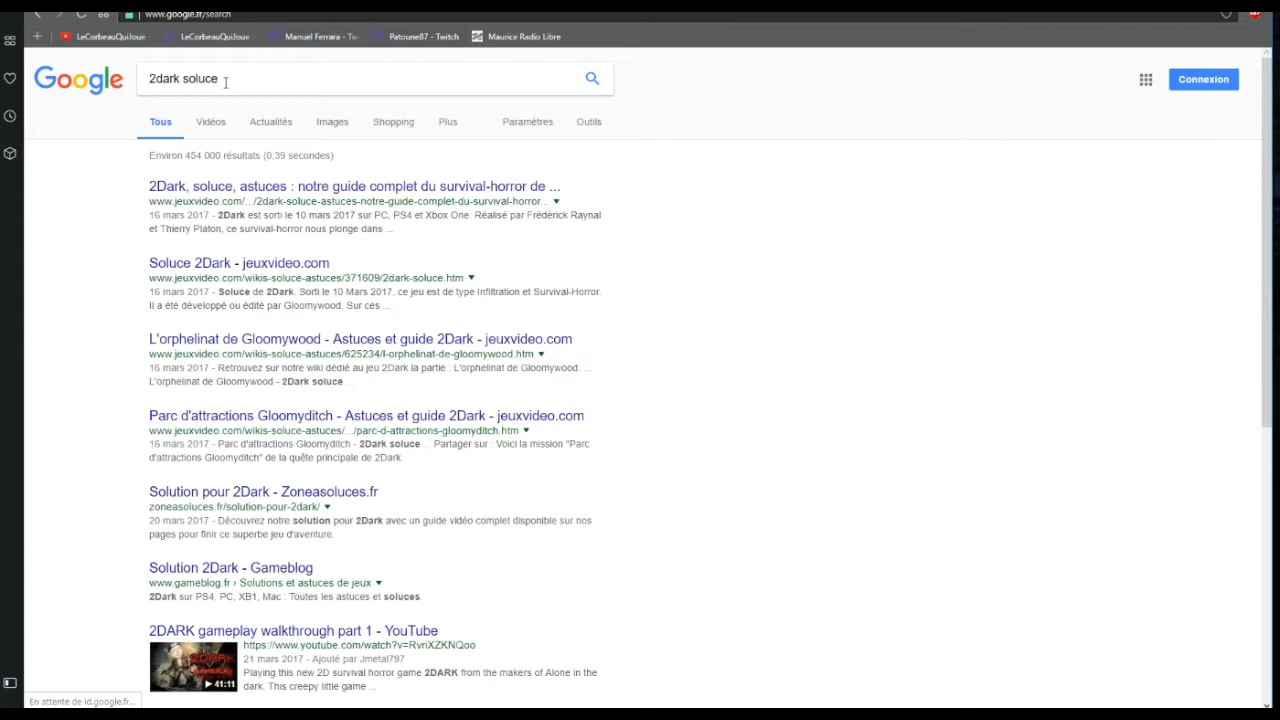 www.google.fr/search
LeCorbeauQuiJoue LeCorbeauQuiJoue Manuel Ferrara - Tw Patoune87 - Twitch Maurice Radio Libre
Google 2dark soluce Connexion
Tous Vidéos Actualités Images Shopping Plus Paramètres Outils
Environ 454 000 résultats (0,39 secondes)
2Dark, soluce, astuces : notre guide complet du survival-horror de ...
www.jeuxvideo.com/.../2dark-soluce-astuces-notre-guide-complet-du-survival-horror...
16 mars 2017 - 2Dark est sorti le 10 mars 2017 sur PC, PS4 et Xbox One. Réalisé par Frédérick Raynal
et Thierry Platon, ce survival-horror nous plonge dans ...
Soluce 2Dark - jeuxvideo.com
www.jeuxvideo.com/wikis-soluce-astuces/371609/2dark-soluce.htm
16 mars 2017 - Soluce de 2Dark. Sorti le 10 Mars 2017, ce jeu est de type Infiltration et Survival-Horror.
Il a été développé ou édité par Gloomywood. Sur ces ...
L'orphelinat de Gloomywood - Astuces et guide 2Dark - jeuxvideo.com
www.jeuxvideo.com/wikis-soluce-astuces/625234/l-orphelinat-de-gloomywood.htm
16 mars 2017 - Retrouvez sur notre wiki dédié au jeu 2Dark la partie : L'orphelinat de Gloomywood. ...
L'orphelinat de Gloomywood - 2Dark soluce ...
Parc d'attractions Gloomyditch - Astuces et guide 2Dark - jeuxvideo.com
www.jeuxvideo.com/wikis-soluce-astuces/.../parc-d-attractions-gloomyditch.htm
16 mars 2017 - Parc d'attractions Gloomyditch - 2Dark soluce ... Partager sur : Voici la mission "Parc
d'attractions Gloomyditch" de la quête principale de 2Dark.
Solution pour 2Dark - Zoneasoluces.fr
zoneasoluces.fr/solution-pour-2dark/
20 mars 2017 - Découvrez notre solution pour 2Dark avec un guide vidéo complet disponible sur nos
pages pour finir ce superbe jeu d'aventure.
Solution 2Dark - Gameblog
www.gameblog.fr › Solutions et astuces de jeux
2Dark sur PS4, PC, XB1, Mac : Toutes les astuces et soluces.
2DARK gameplay walkthrough part 1 - YouTube
https://www.youtube.com/watch?v=RvriXZKNQoo
21 mars 2017 - Ajouté par Jmetal797
Playing this new 2D survival horror game 2DARK from the makers of Alone in the
dark. This creepy little game ...
2DARK
41:11
En attente de id.google.fr...